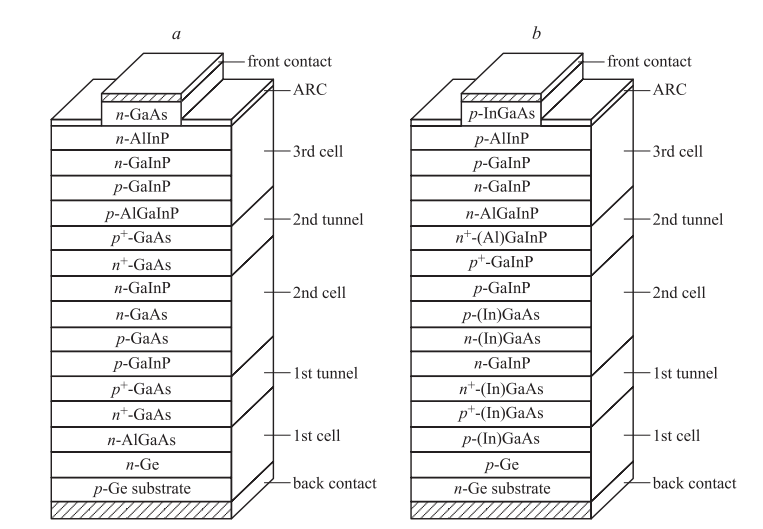 a
front contact
ARC
n-GaAs
n-AlInP
n-GaInP
3rd cell
p-GaInP
p-AlGaInP
2nd tunnel
p⁺-GaAs
n⁺-GaAs
n-GaInP
2nd cell
n-GaAs
p-GaAs
p-GaInP
1st tunnel
p⁺-GaAs
n⁺-GaAs
n-AlGaAs
1st cell
n-Ge
p-Ge substrate
back contact
b
front contact
ARC
p-InGaAs
p-AlInP
p-GaInP
3rd cell
n-GaInP
n-AlGaInP
2nd tunnel
n⁺-(Al)GaInP
p⁺-GaInP
p-GaInP
2nd cell
p-(In)GaAs
n-(In)GaAs
n-GaInP
1st tunnel
n⁺-(In)GaAs
p⁺-(In)GaAs
p-(In)GaAs
1st cell
p-Ge
n-Ge substrate
back contact